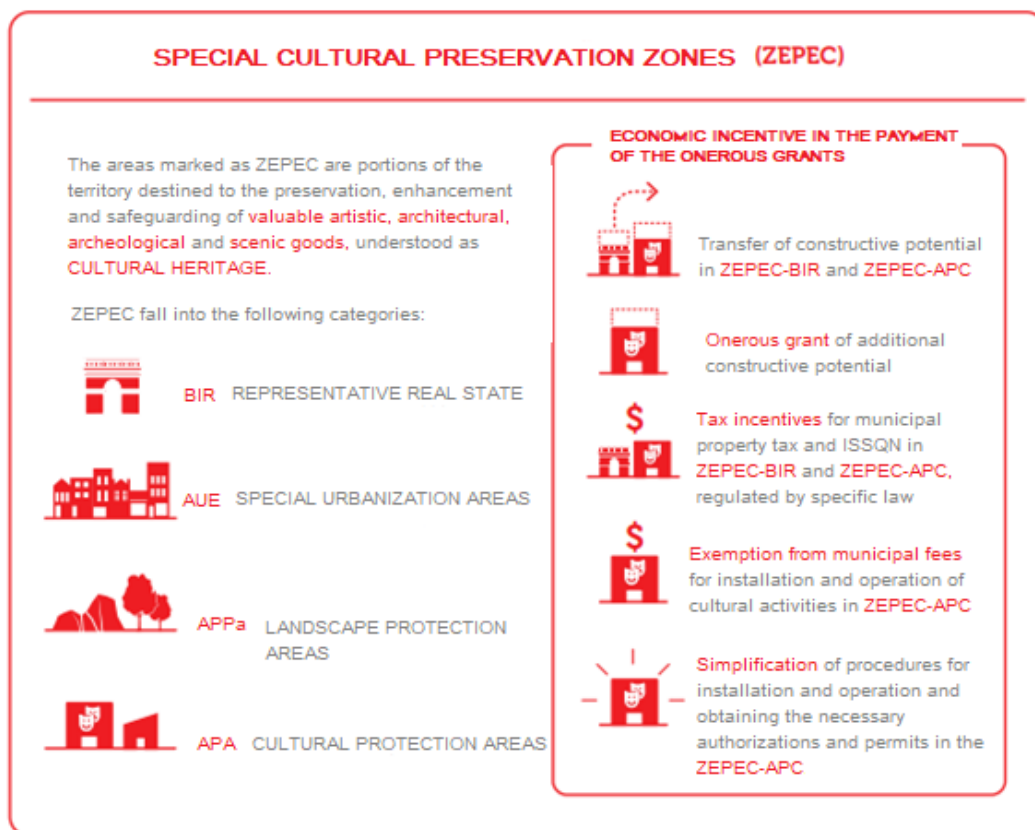 SPECIAL CULTURAL PRESERVATION ZONES (ZEPEC)
The areas marked as ZEPEC are portions of the
territory destined to the preservation, enhancement
and safeguarding of valuable artistic, architectural,
archeological and scenic goods, understood as
CULTURAL HERITAGE.
ZEPEC fall into the following categories:
BIR REPRESENTATIVE REAL STATE
AUE SPECIAL URBANIZATION AREAS
APPa LANDSCAPE PROTECTION
AREAS
APA CULTURAL PROTECTION AREAS
ECONOMIC INCENTIVE IN THE PAYMENT
OF THE ONEROUS GRANTS
Transfer of constructive potential
in ZEPEC-BIR and ZEPEC-APC
Onerous grant of additional
constructive potential
$
Tax incentives for municipal
property tax and ISSQN in
ZEPEC-BIR and ZEPEC-APC,
regulated by specific law
$
Exemption from municipal fees
for installation and operation of
cultural activities in ZEPEC-APC
Simplification of procedures for
installation and operation and
obtaining the necessary
authorizations and permits in the
ZEPEC-APC